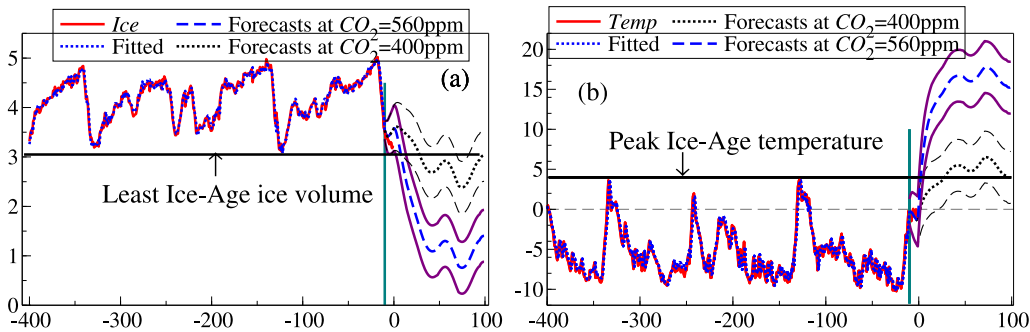 Ice Forecasts at CO2=560ppm
Fitted Forecasts at CO2=400ppm
(a)
5
4
3
2
1
0
Least Ice-Age ice volume
-400 -300 -200 -100 0 100
Temp Forecasts at CO2=400ppm
Fitted Forecasts at CO2=560ppm
(b)
20
15
10
5
0
-5
-10
Peak Ice-Age temperature
-400 -300 -200 -100 0 100